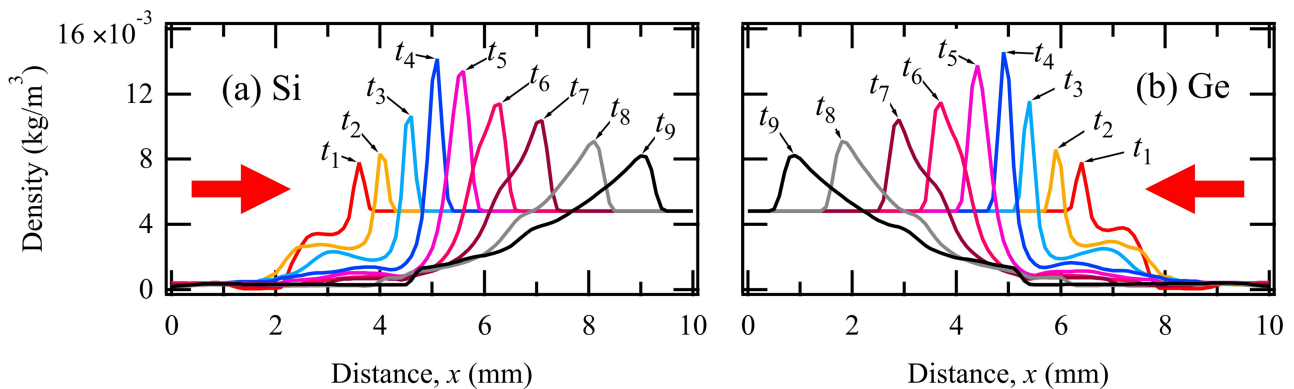 16 ×10⁻³
12
8
4
0
Density (kg/m³)
(a) Si
t₁
t₂
t₃
t₄
t₅
t₆
t₇
t₈
t₉
0 2 4 6 8 10
Distance, x (mm)
(b) Ge
t₉
t₈
t₇
t₆
t₅
t₄
t₃
t₂
t₁
0 2 4 6 8 10
Distance, x (mm)